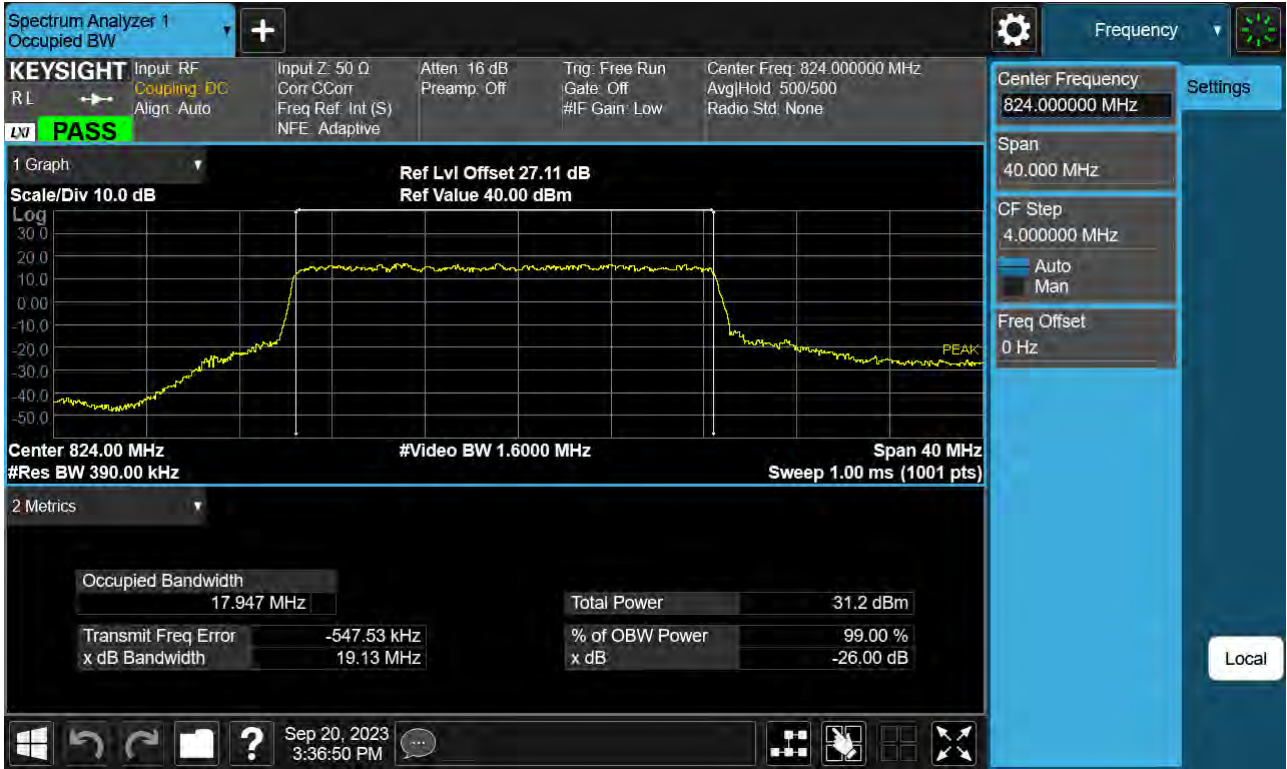 Spectrum Analyzer 1
Occupied BW
+
Frequency
KEYSIGHT
R L
LXI PASS
Input: RF
Coupling: DC
Align: Auto
Input Z: 50 Ω
Corr CCorr
Freq Ref: Int (S)
NFE: Adaptive
Atten: 16 dB
Preamp: Off
Trig: Free Run
Gate: Off
#IF Gain: Low
Center Freq: 824.000000 MHz
Avg|Hold: 500/500
Radio Std: None
Center Frequency
824.000000 MHz
Settings
Span
40.000 MHz
CF Step
4.000000 MHz
Auto
Man
Freq Offset
0 Hz
1 Graph
Scale/Div 10.0 dB
Ref Lvl Offset 27.11 dB
Ref Value 40.00 dBm
Log
30.0
20.0
10.0
0.00
-10.0
-20.0
-30.0
-40.0
-50.0
PEAK
Center 824.00 MHz
#Video BW 1.6000 MHz
Span 40 MHz
#Res BW 390.00 kHz
Sweep 1.00 ms (1001 pts)
2 Metrics
Occupied Bandwidth
17.947 MHz
Total Power 31.2 dBm
Transmit Freq Error -547.53 kHz
% of OBW Power 99.00 %
x dB Bandwidth 19.13 MHz
x dB -26.00 dB
Local
?
Sep 20, 2023
3:36:50 PM